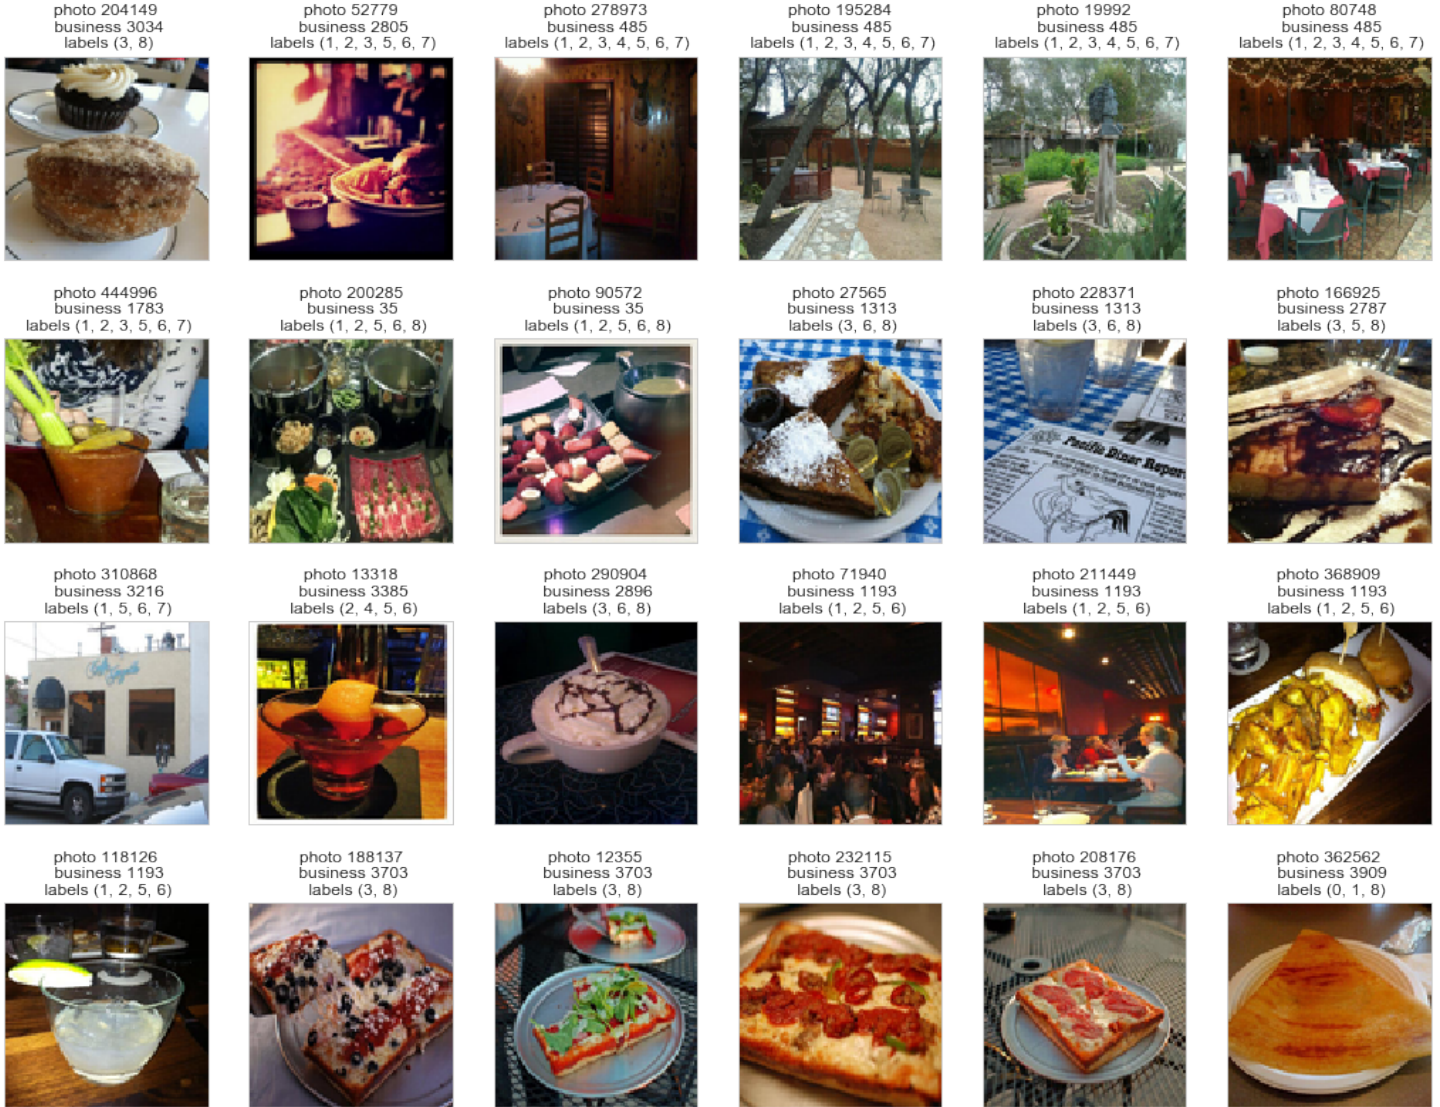 photo 204149
business 3034
labels (3, 8)
photo 52779
business 2805
labels (1, 2, 3, 5, 6, 7)
photo 278973
business 485
labels (1, 2, 3, 4, 5, 6, 7)
photo 195284
business 485
labels (1, 2, 3, 4, 5, 6, 7)
photo 19992
business 485
labels (1, 2, 3, 4, 5, 6, 7)
photo 80748
business 485
labels (1, 2, 3, 4, 5, 6, 7)
photo 444996
business 1783
labels (1, 2, 3, 5, 6, 7)
photo 200285
business 35
labels (1, 2, 5, 6, 8)
photo 90572
business 35
labels (1, 2, 5, 6, 8)
photo 27565
business 1313
labels (3, 6, 8)
photo 228371
business 1313
labels (3, 6, 8)
Pacific Diner Report
photo 166925
business 2787
labels (3, 5, 8)
photo 310868
business 3216
labels (1, 5, 6, 7)
photo 13318
business 3385
labels (2, 4, 5, 6)
photo 290904
business 2896
labels (3, 6, 8)
photo 71940
business 1193
labels (1, 2, 5, 6)
photo 211449
business 1193
labels (1, 2, 5, 6)
photo 368909
business 1193
labels (1, 2, 5, 6)
photo 118126
business 1193
labels (1, 2, 5, 6)
photo 188137
business 3703
labels (3, 8)
photo 12355
business 3703
labels (3, 8)
photo 232115
business 3703
labels (3, 8)
photo 208176
business 3703
labels (3, 8)
photo 362562
business 3909
labels (0, 1, 8)